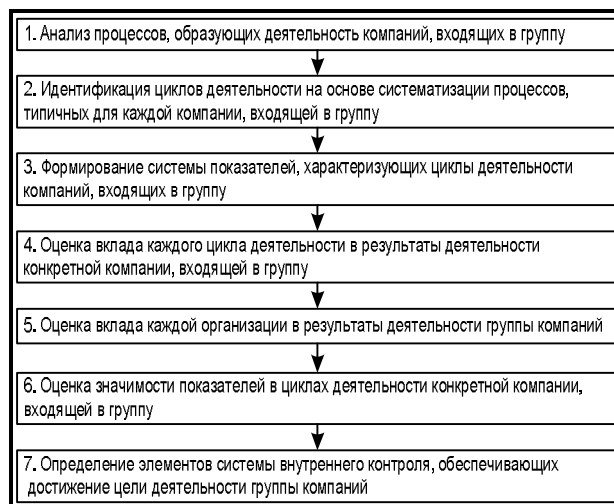 1. Анализ процессов, образующих деятельность компаний, входящих в группу
2. Идентификация циклов деятельности на основе систематизации процессов,
типичных для каждой компании, входящей в группу
3. Формирование системы показателей, характеризующих циклы деятельности
компаний, входящих в группу
4. Оценка вклада каждого цикла деятельности в результаты деятельности
конкретной компании, входящей в группу
5. Оценка вклада каждой организации в результаты деятельности группы компаний
6. Оценка значимости показателей в циклах деятельности конкретной компании,
входящей в группу
7. Определение элементов системы внутреннего контроля, обеспечивающих
достижение цели деятельности группы компаний